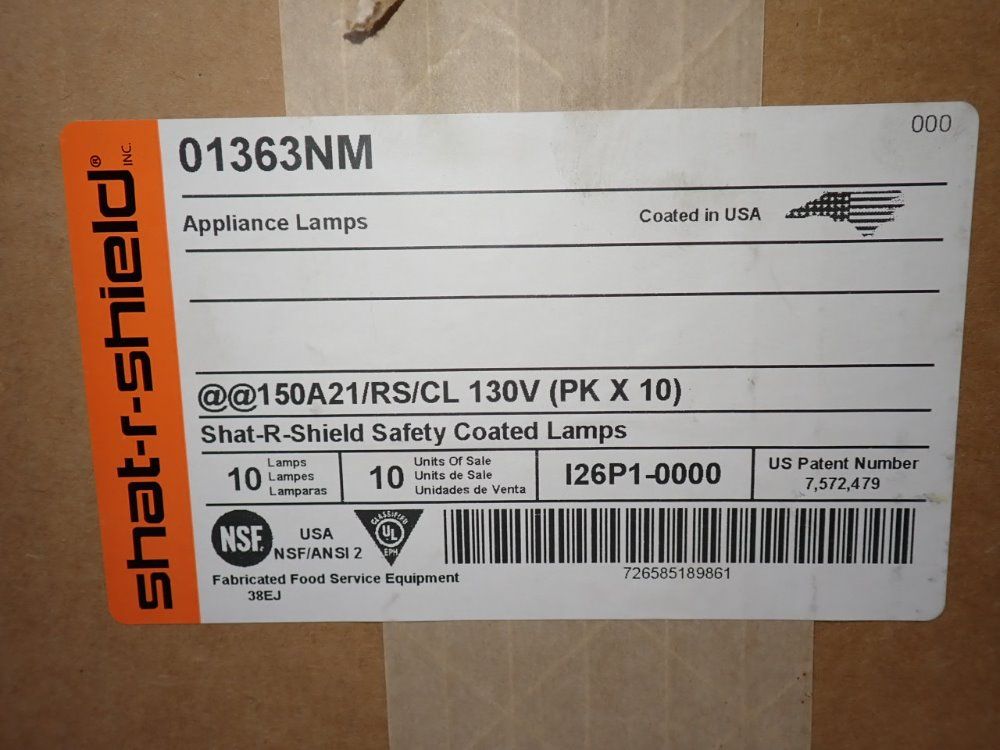 shat-r-shield® INC.
000
01363NM
Appliance Lamps
Coated in USA
@@150A21/RS/CL 130V (PK X 10)
Shat-R-Shield Safety Coated Lamps
10 Lamps
Lampes
Lamparas
10 Units Of Sale
Units de Sale
Unidades de Venta
I26P1-0000
US Patent Number
7,572,479
NSF.
USA
NSF/ANSI 2
CLASSIFIED
UL
EPH
Fabricated Food Service Equipment
38EJ
726585189861